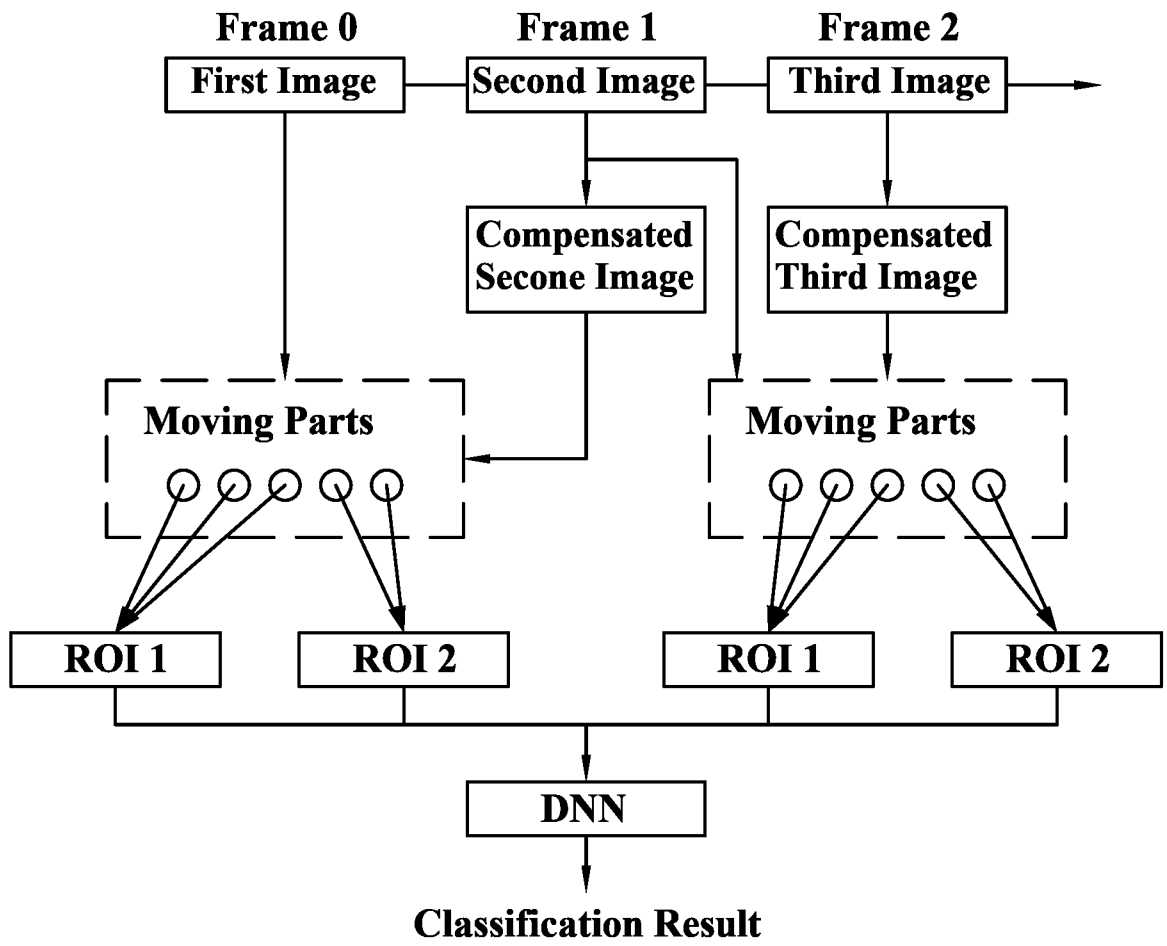 Frame 0
Frame 1
Frame 2
First Image
Second Image
Third Image
Compensated
Secone Image
Compensated
Third Image
Moving Parts
Moving Parts
ROI 1
ROI 2
ROI 1
ROI 2
DNN
Classification Result